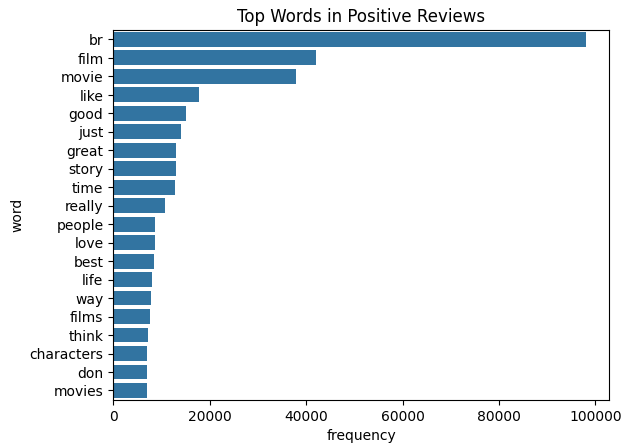 Top Words in Positive Reviews
word
br
film
movie
like
good
just
great
story
time
really
people
love
best
life
way
films
think
characters
don
movies
0 20000 40000 60000 80000 100000
frequency